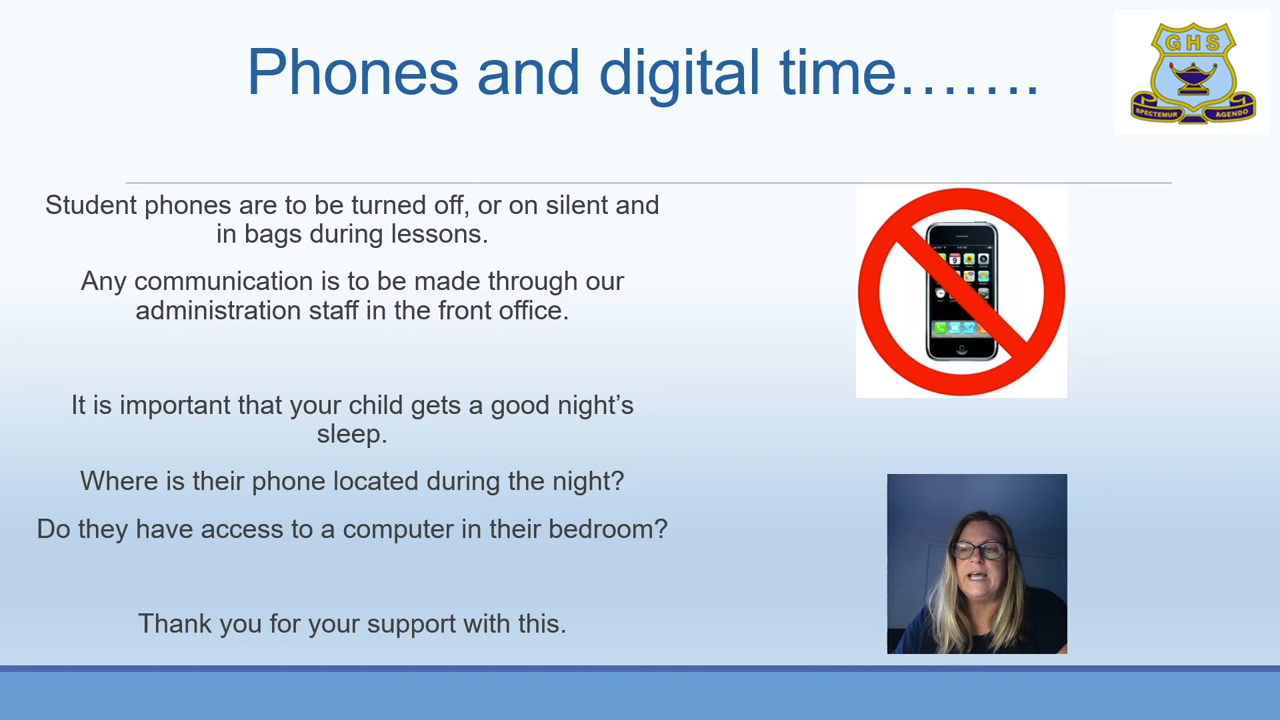 Phones and digital time…….
GHS
SPECTEMUR AGENDO
Student phones are to be turned off, or on silent and
in bags during lessons.
Any communication is to be made through our
administration staff in the front office.
It is important that your child gets a good night’s
sleep.
Where is their phone located during the night?
Do they have access to a computer in their bedroom?
Thank you for your support with this.